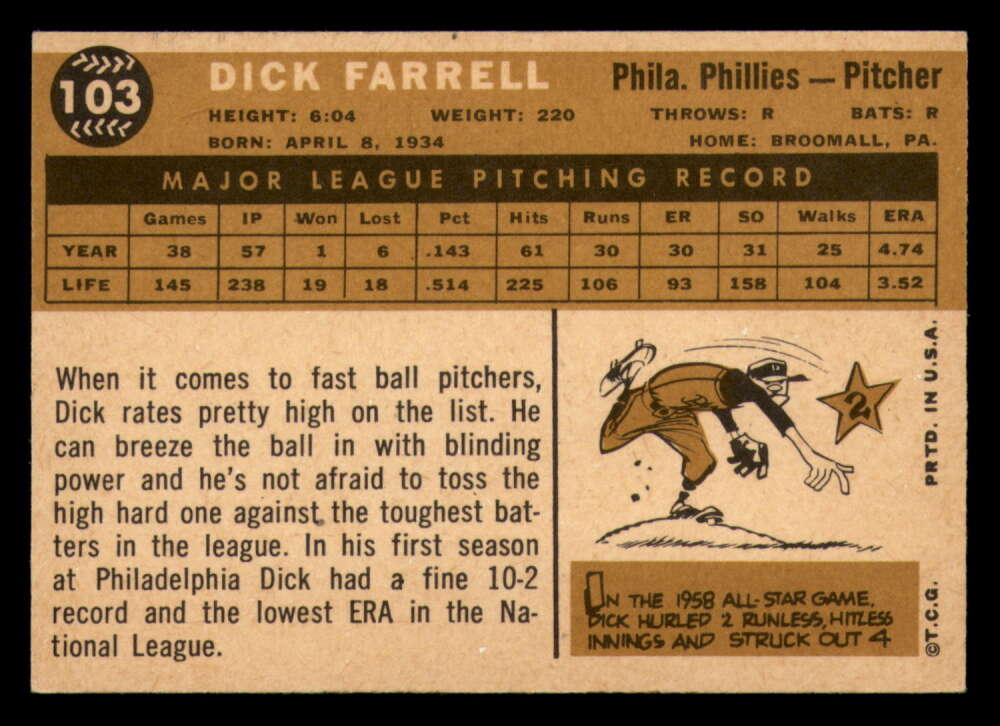 103
DICK FARRELL
Phila. Phillies — Pitcher
HEIGHT: 6:04 WEIGHT: 220 THROWS: R BATS: R
BORN: APRIL 8, 1934 HOME: BROOMALL, PA.
MAJOR LEAGUE PITCHING RECORD
Games IP Won Lost Pct Hits Runs ER SO Walks ERA
YEAR 38 57 1 6 .143 61 30 30 31 25 4.74
LIFE 145 238 19 18 .514 225 106 93 158 104 3.52
When it comes to fast ball pitchers,
Dick rates pretty high on the list. He
can breeze the ball in with blinding
power and he's not afraid to toss the
high hard one against the toughest bat-
ters in the league. In his first season
at Philadelphia Dick had a fine 10-2
record and the lowest ERA in the Na-
tional League.
2
IN THE 1958 ALL-STAR GAME,
DICK HURLED 2 RUNLESS, HITLESS
INNINGS AND STRUCK OUT 4
©T.C.G. PRTD. IN U.S.A.